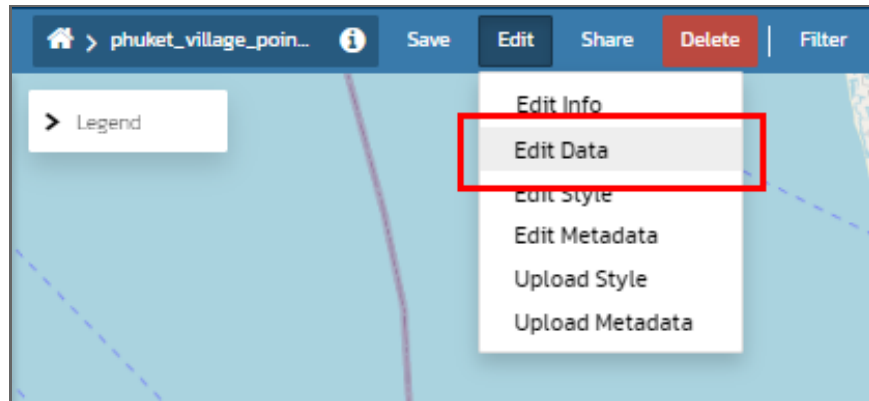 phuket_village_poin... Save Edit Share Delete Filter
Legend
Edit Info
Edit Data
Edit Style
Edit Metadata
Upload Style
Upload Metadata